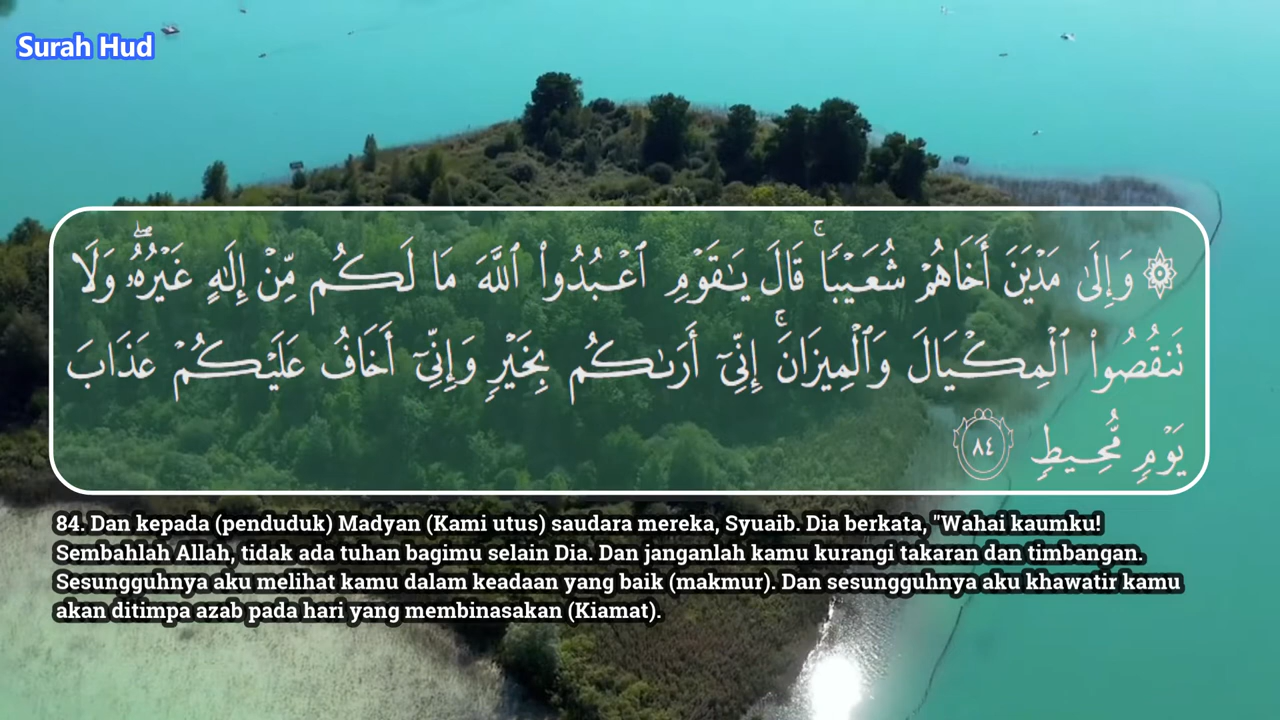 Surah Hud
۞ وَإِلَىٰ مَدۡيَنَ أَخَاهُمۡ شُعَيۡبٗاۚ قَالَ يَٰقَوۡمِ ٱعۡبُدُواْ ٱللَّهَ مَا لَكُم مِّنۡ إِلَٰهٍ غَيۡرُهُۥۖ وَلَا
تَنقُصُواْ ٱلۡمِكۡيَالَ وَٱلۡمِيزَانَۚ إِنِّيٓ أَرَىٰكُم بِخَيۡرٖ وَإِنِّيٓ أَخَافُ عَلَيۡكُمۡ عَذَابَ
يَوۡمٖ مُّحِيطٖ ٨٤
84. Dan kepada (penduduk) Madyan (Kami utus) saudara mereka, Syuaib. Dia berkata, "Wahai kaumku!
Sembahlah Allah, tidak ada tuhan bagimu selain Dia. Dan janganlah kamu kurangi takaran dan timbangan.
Sesungguhnya aku melihat kamu dalam keadaan yang baik (makmur). Dan sesungguhnya aku khawatir kamu
akan ditimpa azab pada hari yang membinasakan (Kiamat).